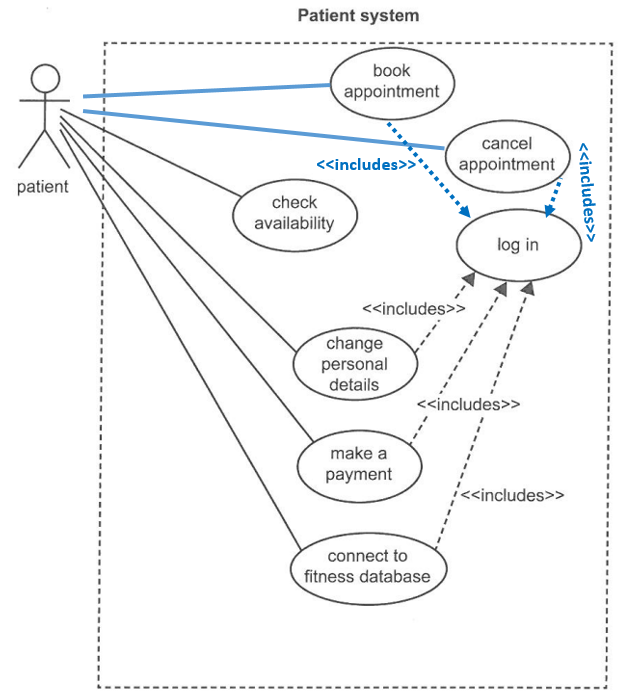 Patient system
book
appointment
cancel
appointment
<<includes>>
<<includes>>
patient
check
availability
log in
<<includes>>
change
personal
details
<<includes>>
make a
payment
<<includes>>
connect to
fitness database